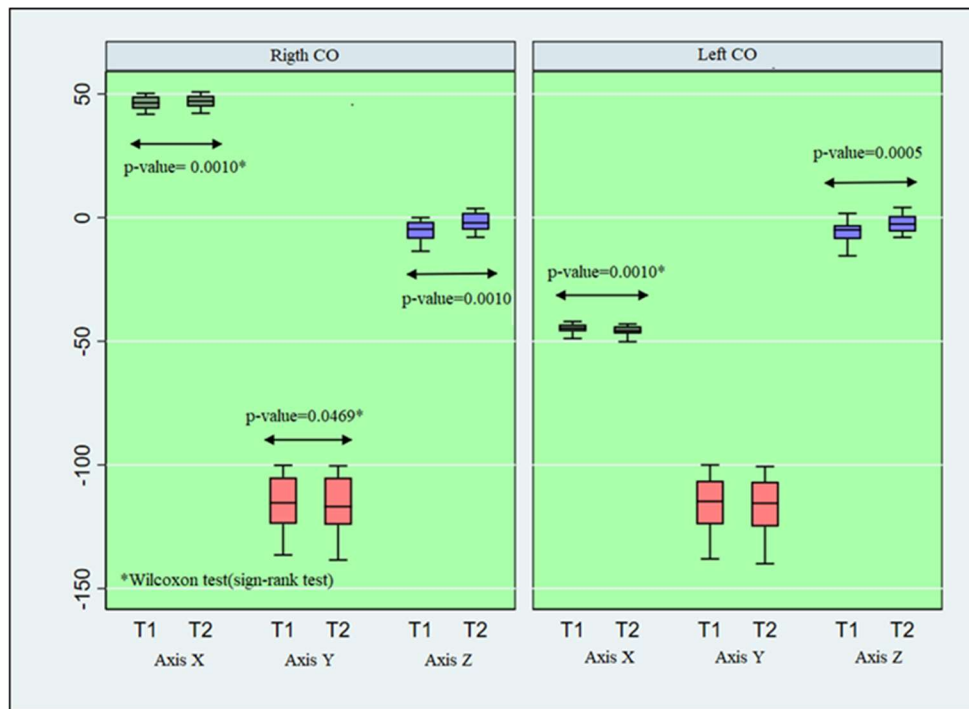 Rigth CO
Left CO
50
0
-50
-100
-150
p-value= 0.0010*
p-value=0.0010
p-value=0.0469*
*Wilcoxon test(sign-rank test)
p-value=0.0005
p-value=0.0010*
T1 T2 T1 T2 T1 T2
Axis X Axis Y Axis Z
T1 T2 T1 T2 T1 T2
Axis X Axis Y Axis Z